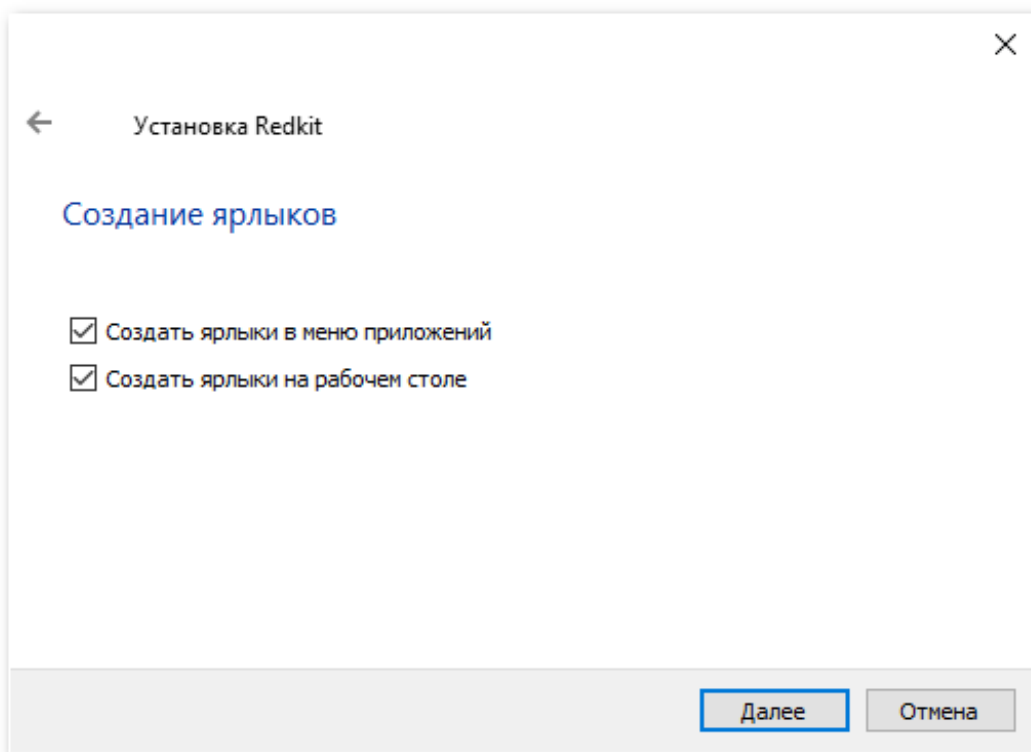 Установка Redkit
Создание ярлыков
Создать ярлыки в меню приложений
Создать ярлыки на рабочем столе
Далее
Отмена